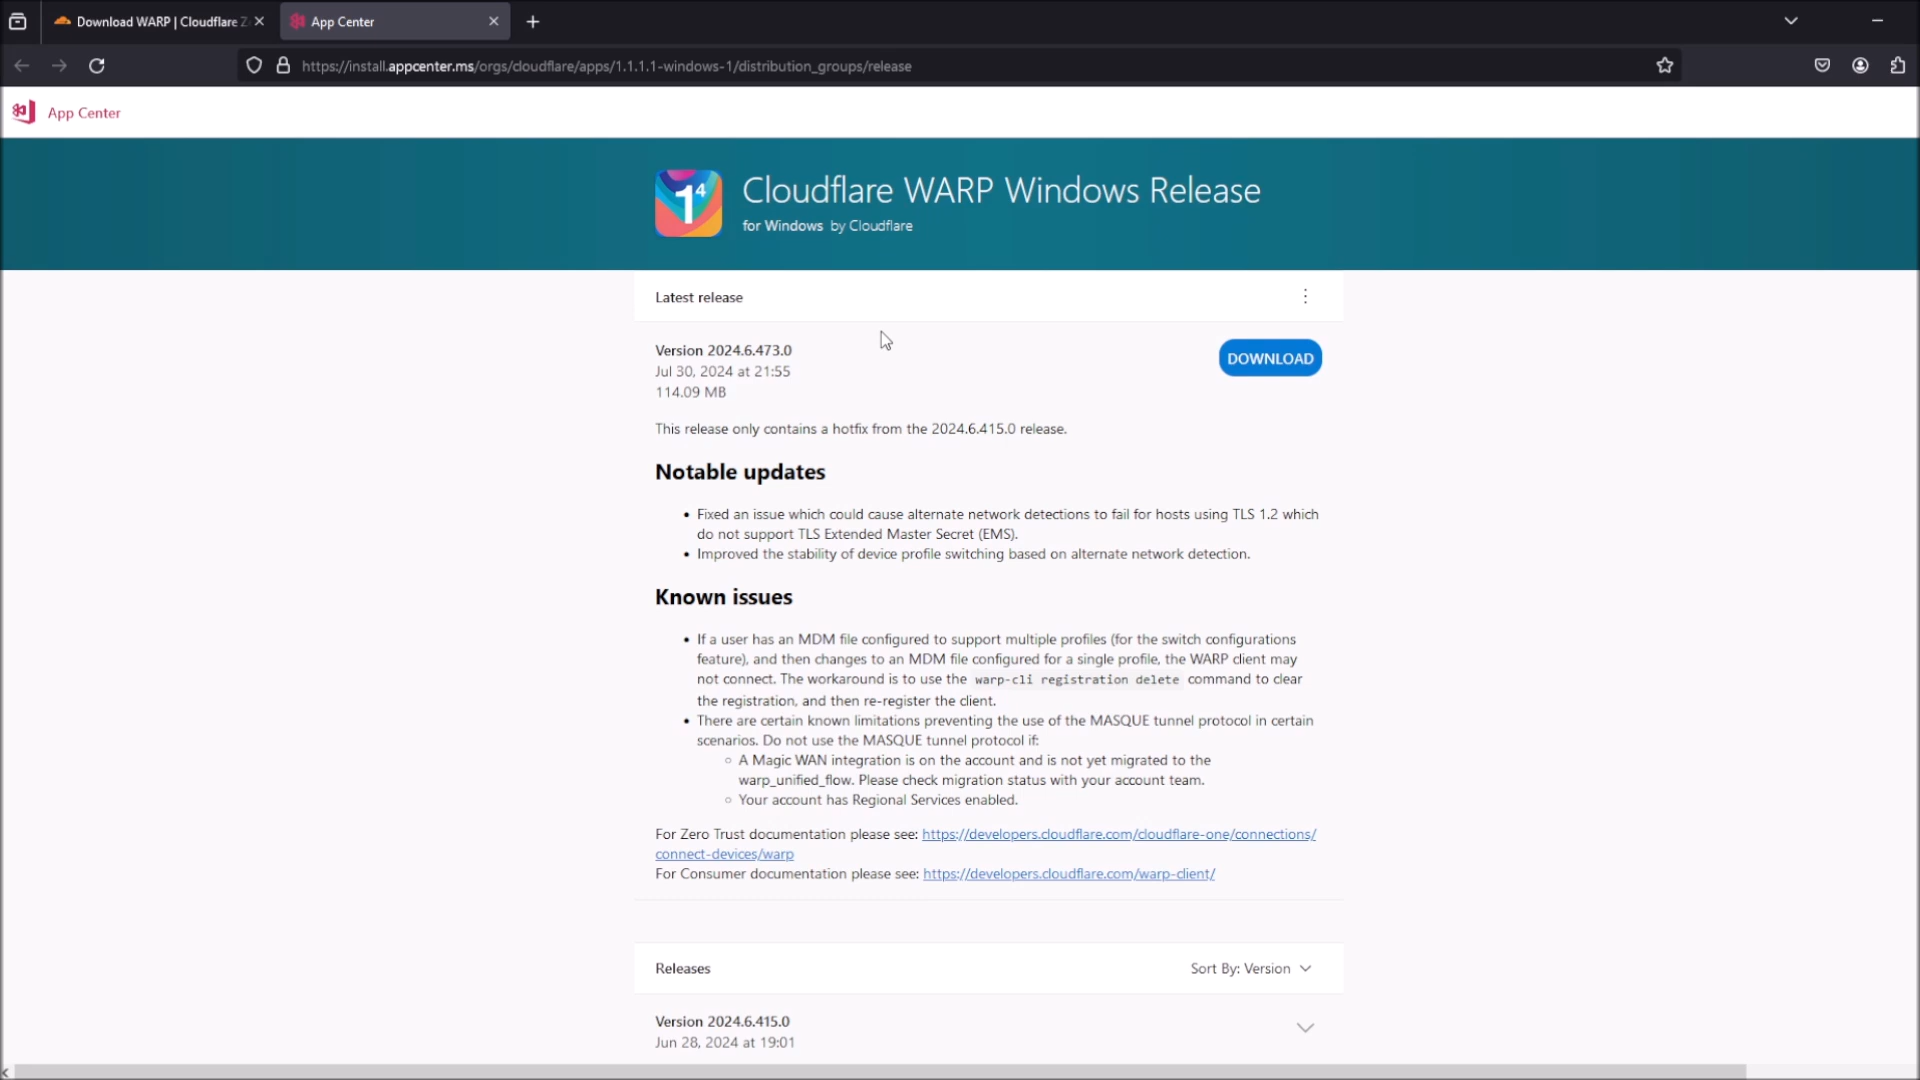 Download WARP | Cloudflare Z
App Center
https://install.appcenter.ms/orgs/cloudflare/apps/1.1.1.1-windows-1/distribution_groups/release
App Center
1⁴
Cloudflare WARP Windows Release
for Windows by Cloudflare
Latest release
Version 2024.6.473.0
DOWNLOAD
Jul 30, 2024 at 21:55
114.09 MB
This release only contains a hotfix from the 2024.6.415.0 release.
Notable updates
• Fixed an issue which could cause alternate network detections to fail for hosts using TLS 1.2 which
do not support TLS Extended Master Secret (EMS).
• Improved the stability of device profile switching based on alternate network detection.
Known issues
• If a user has an MDM file configured to support multiple profiles (for the switch configurations
feature), and then changes to an MDM file configured for a single profile, the WARP client may
not connect. The workaround is to use the warp-cli registration delete command to clear
the registration, and then re-register the client.
• There are certain known limitations preventing the use of the MASQUE tunnel protocol in certain
scenarios. Do not use the MASQUE tunnel protocol if:
○ A Magic WAN integration is on the account and is not yet migrated to the
warp_unified_flow. Please check migration status with your account team.
○ Your account has Regional Services enabled.
For Zero Trust documentation please see: https://developers.cloudflare.com/cloudflare-one/connections/
connect-devices/warp
For Consumer documentation please see: https://developers.cloudflare.com/warp-client/
Releases
Sort By: Version
Version 2024.6.415.0
Jun 28, 2024 at 19:01